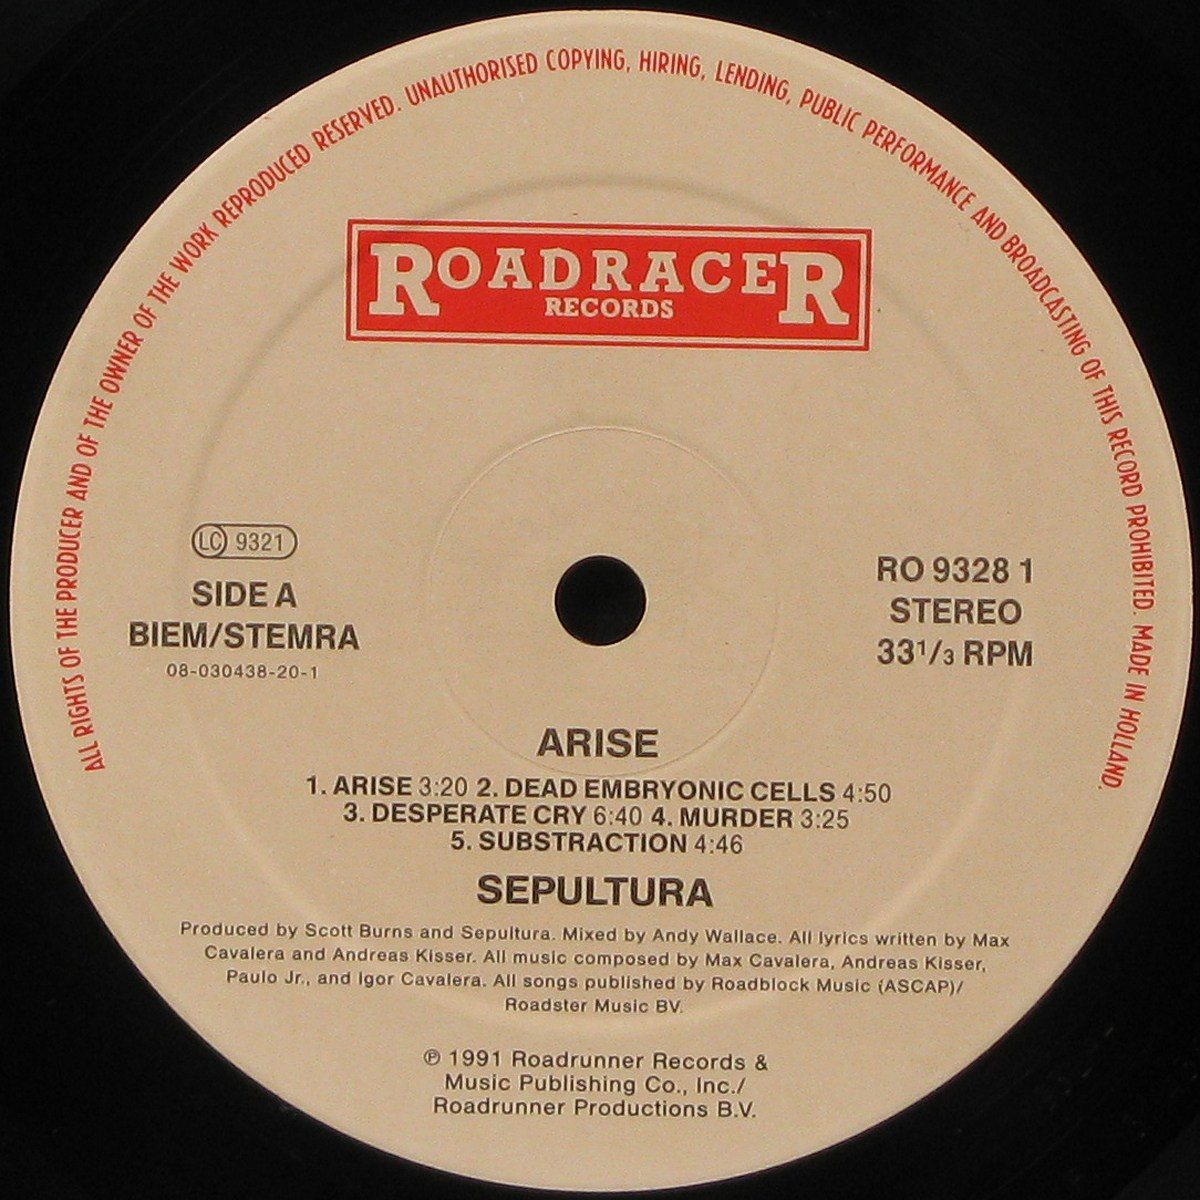 ALL RIGHTS OF THE PRODUCER AND OF THE OWNER OF THE WORK REPRODUCED RESERVED. UNAUTHORISED COPYING, HIRING, LENDING, PUBLIC PERFORMANCE AND BROADCASTING OF THIS RECORD PROHIBITED. MADE IN HOLLAND.
ROADRACER
RECORDS
LC 9321
SIDE A
BIEM/STEMRA
08-030438-20-1
RO 9328 1
STEREO
33 1/3 RPM
ARISE
1. ARISE 3:20 2. DEAD EMBRYONIC CELLS 4:50
3. DESPERATE CRY 6:40 4. MURDER 3:25
5. SUBSTRACTION 4:46
SEPULTURA
Produced by Scott Burns and Sepultura. Mixed by Andy Wallace. All lyrics written by Max
Cavalera and Andreas Kisser. All music composed by Max Cavalera, Andreas Kisser,
Paulo Jr., and Igor Cavalera. All songs published by Roadblock Music (ASCAP)/
Roadster Music BV.
℗ 1991 Roadrunner Records &
Music Publishing Co., Inc./
Roadrunner Productions B.V.